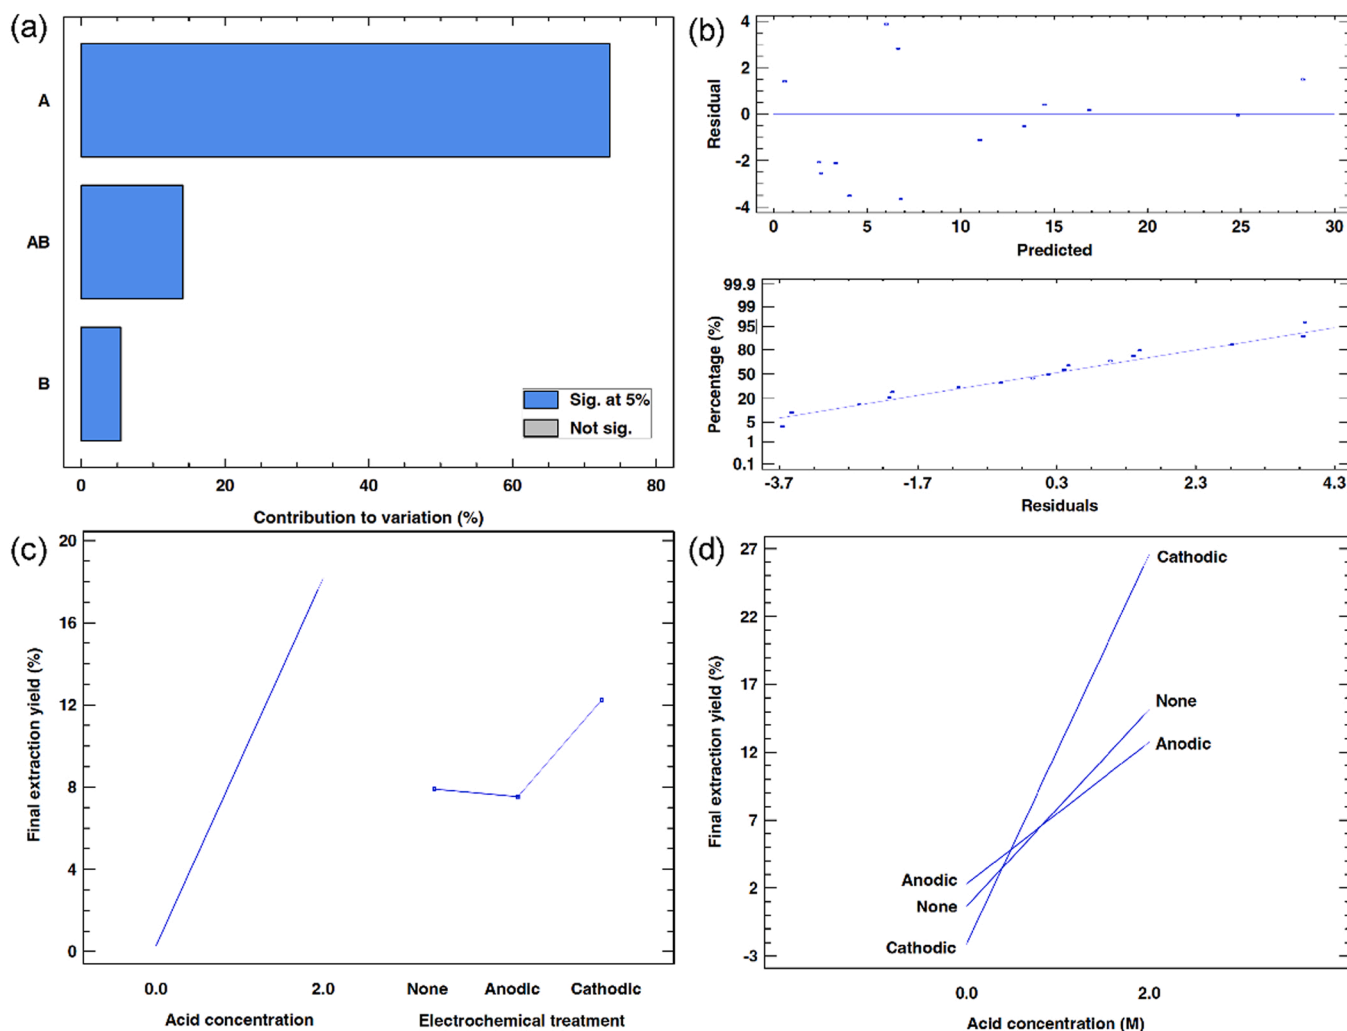 (a)
A
AB
B
Sig. at 5%
Not sig.
0 20 40 60 80
Contribution to variation (%)
(b)
4
2
0
-2
-4
Residual
0 5 10 15 20 25 30
Predicted
99.9
99
95
80
50
20
5
1
0.1
Percentage (%)
-3.7 -1.7 0.3 2.3 4.3
Residuals
(c)
20
16
12
8
4
0
Final extraction yield (%)
0.0 2.0 None Anodic Cathodic
Acid concentration Electrochemical treatment
(d)
27
22
17
12
7
2
-3
Final extraction yield (%)
Cathodic
None
Anodic
Anodic
None
Cathodic
0.0 2.0
Acid concentration (M)